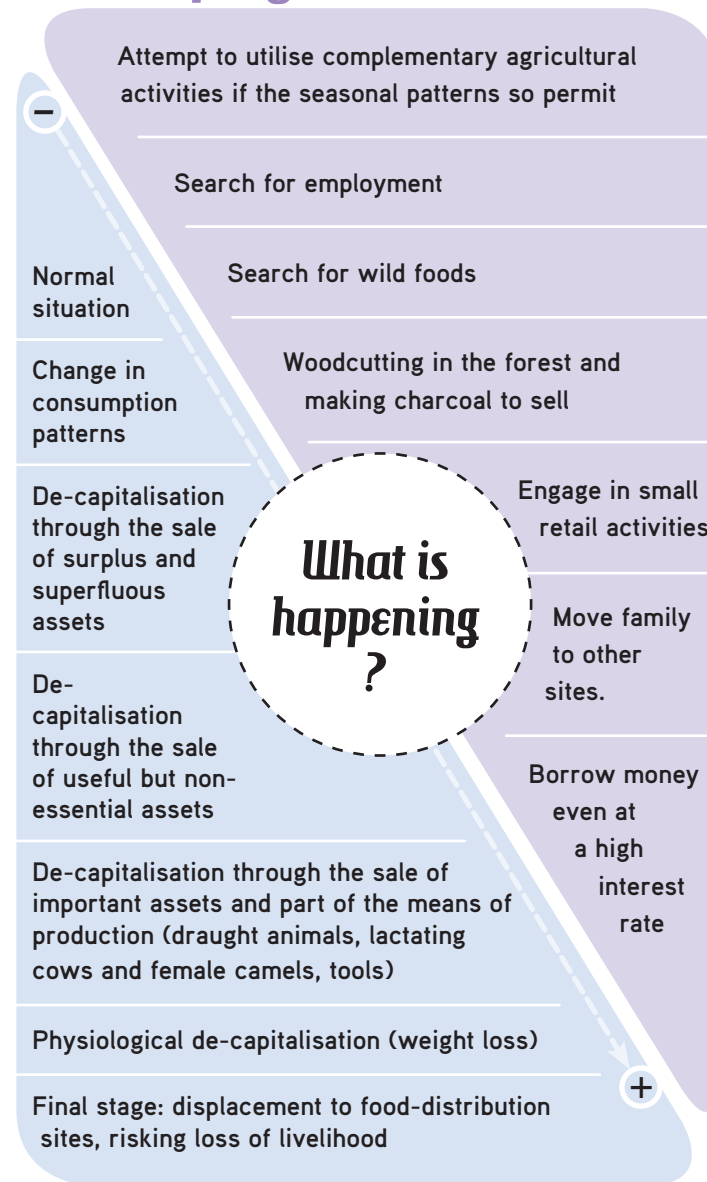 Attempt to utilise complementary agricultural
activities if the seasonal patterns so permit
Search for employment
Search for wild foods
Woodcutting in the forest and
making charcoal to sell
Engage in small
retail activities
Move family
to other
sites.
Borrow money
even at
a high
interest
rate
−
Normal
situation
Change in
consumption
patterns
De-capitalisation
through the sale
of surplus and
superfluous
assets
De-
capitalisation
through the sale
of useful but non-
essential assets
De-capitalisation through the sale of
important assets and part of the means of
production (draught animals, lactating
cows and female camels, tools)
Physiological de-capitalisation (weight loss)
Final stage: displacement to food-distribution
sites, risking loss of livelihood
+
What is
happening
?